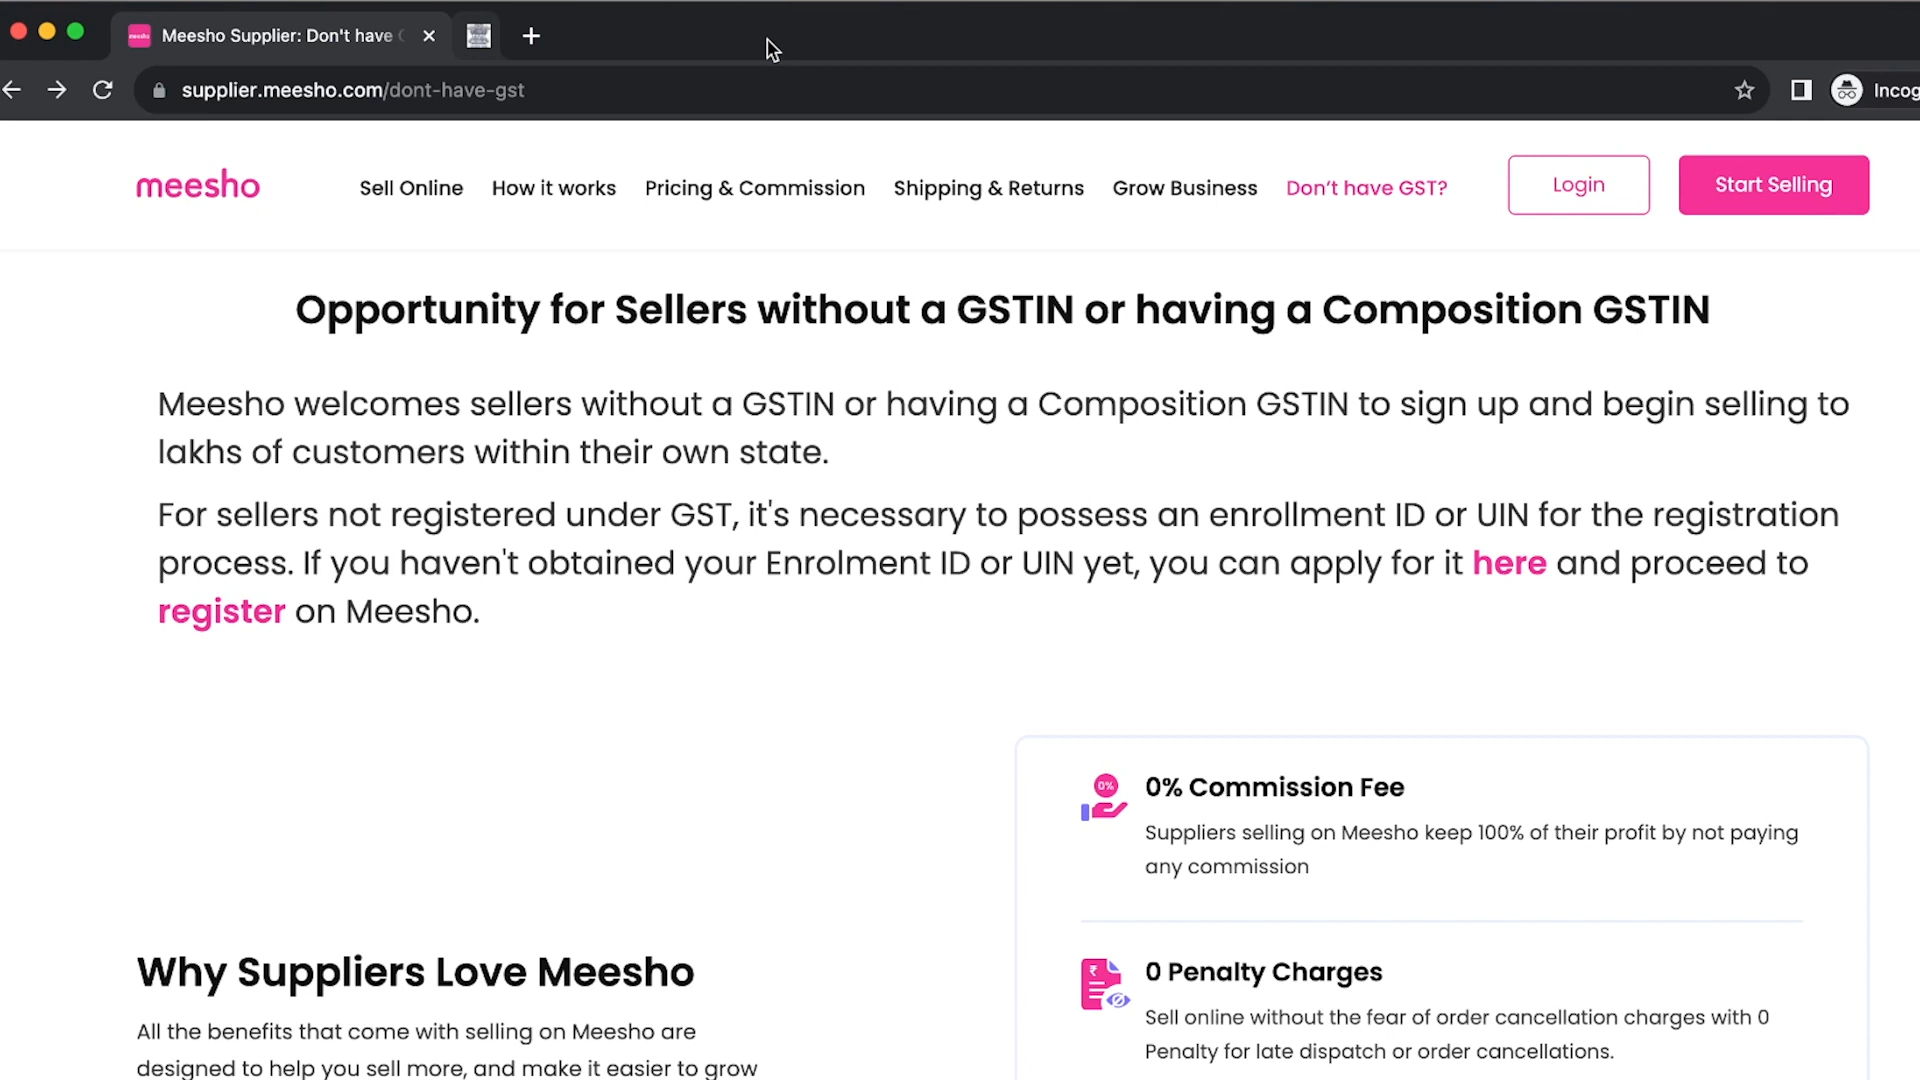 Meesho Supplier: Don't have
supplier.meesho.com/dont-have-gst
Incog
meesho
Sell Online
How it works
Pricing & Commission
Shipping & Returns
Grow Business
Don’t have GST?
Login
Start Selling
Opportunity for Sellers without a GSTIN or having a Composition GSTIN
Meesho welcomes sellers without a GSTIN or having a Composition GSTIN to sign up and begin selling to
lakhs of customers within their own state.
For sellers not registered under GST, it's necessary to possess an enrollment ID or UIN for the registration
process. If you haven't obtained your Enrolment ID or UIN yet, you can apply for it here and proceed to
register on Meesho.
0%
0% Commission Fee
Suppliers selling on Meesho keep 100% of their profit by not paying
any commission
₹
0 Penalty Charges
Sell online without the fear of order cancellation charges with 0
Penalty for late dispatch or order cancellations.
Why Suppliers Love Meesho
All the benefits that come with selling on Meesho are
designed to help you sell more, and make it easier to grow